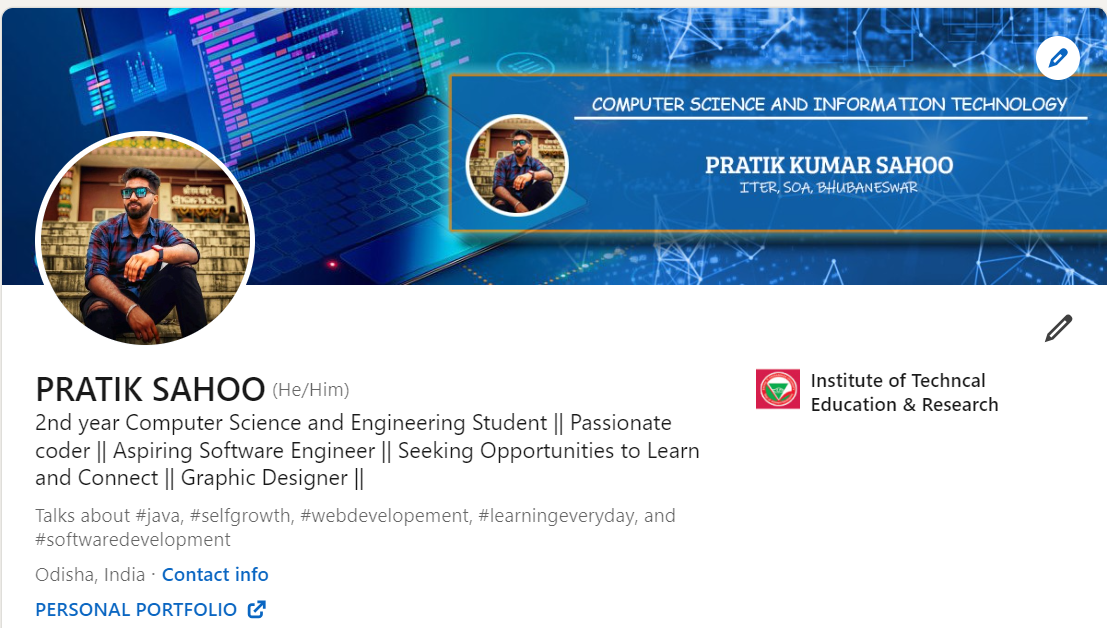 COMPUTER SCIENCE AND INFORMATION TECHNOLOGY
PRATIK KUMAR SAHOO
ITER, SOA, BHUBANESWAR
PRATIK SAHOO (He/Him)
2nd year Computer Science and Engineering Student || Passionate
coder || Aspiring Software Engineer || Seeking Opportunities to Learn
and Connect || Graphic Designer ||
Talks about #java, #selfgrowth, #webdevelopement, #learningeveryday, and
#softwaredevelopment
Odisha, India · Contact info
PERSONAL PORTFOLIO
Institute of Techncal
Education & Research